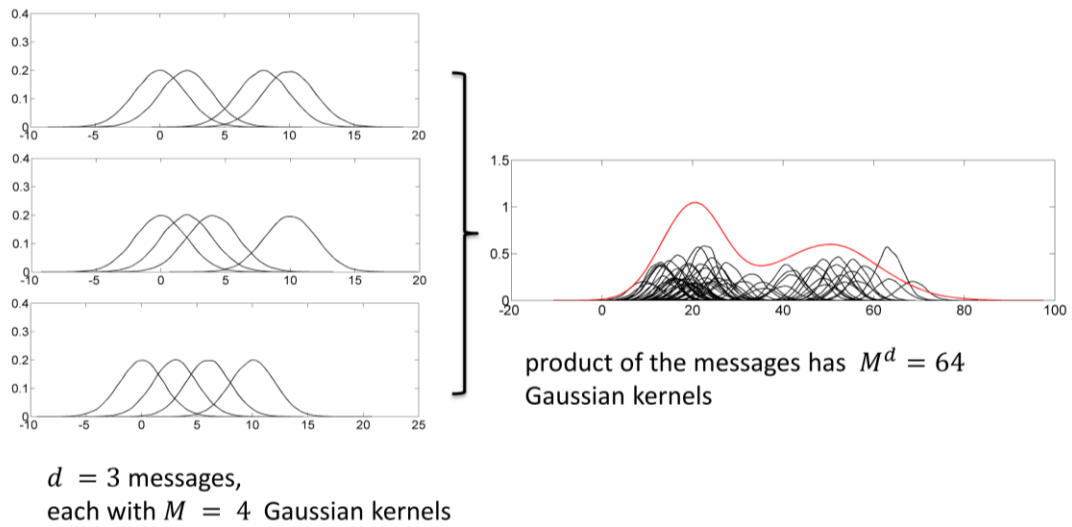 0.4
0.3
0.2
0.1
0
-10 -5 0 5 10 15 20
0.4
0.3
0.2
0.1
0
-10 -5 0 5 10 15 20
0.4
0.3
0.2
0.1
0
-10 -5 0 5 10 15 20 25
d = 3 messages,
each with M = 4 Gaussian kernels
1.5
1
0.5
0
-20 0 20 40 60 80 100
product of the messages has M^d = 64
Gaussian kernels